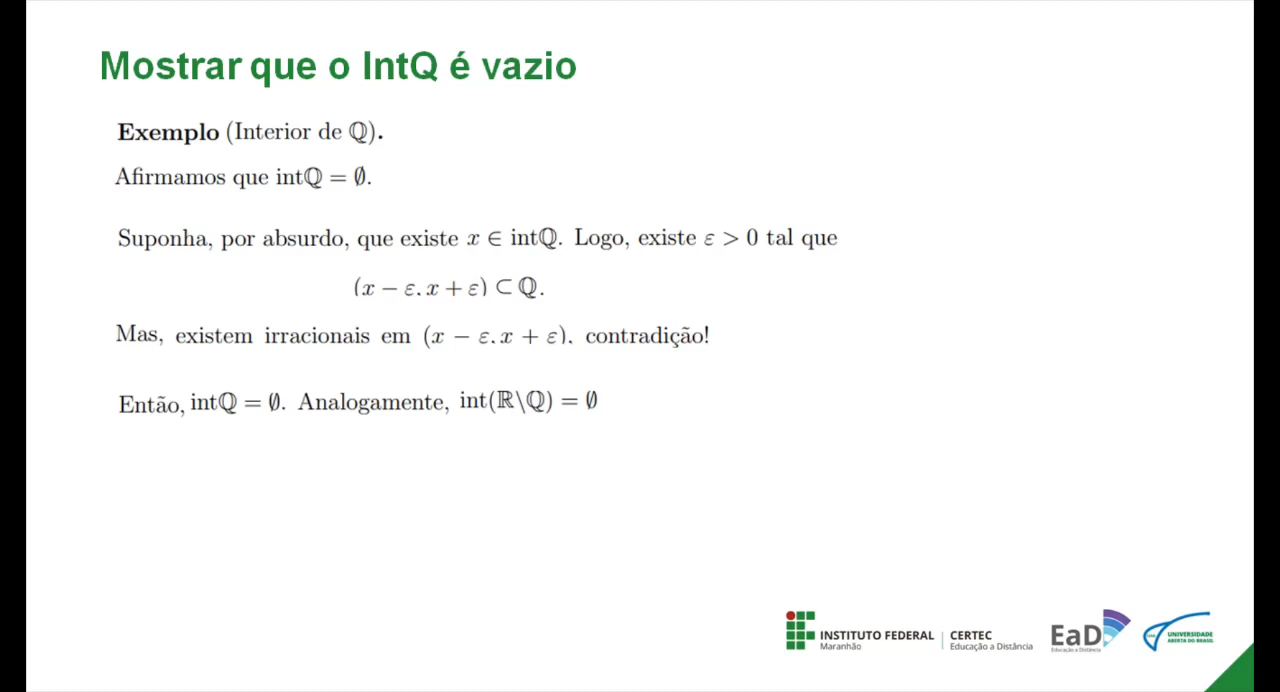 Mostrar que o IntQ é vazio
Exemplo (Interior de ℚ).
Afirmamos que intℚ = ∅.
Suponha, por absurdo, que existe x ∈ intℚ. Logo, existe ε > 0 tal que
(x − ε, x + ε) ⊂ ℚ.
Mas, existem irracionais em (x − ε, x + ε), contradição!
Então, intℚ = ∅. Analogamente, int(ℝ\ℚ) = ∅
INSTITUTO FEDERAL
Maranhão
CERTEC
Educação a Distância
EaD
Educação a Distância
UNIVERSIDADE
ABERTA DO BRASIL